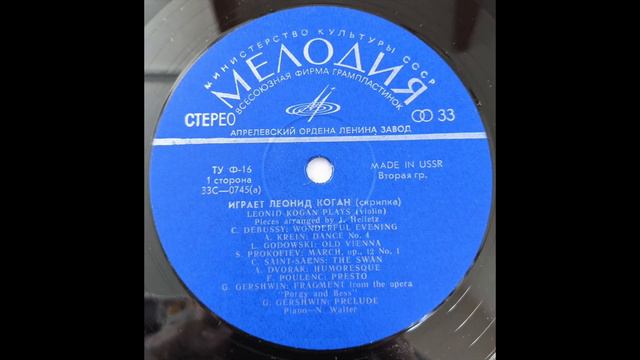 МИНИСТЕРСТВО КУЛЬТУРЫ СССР
МЕЛОДИЯ
ВСЕСОЮЗНАЯ ФИРМА ГРАМПЛАСТИНОК
СТЕРЕО 33
АПРЕЛЕВСКИЙ ОРДЕНА ЛЕНИНА ЗАВОД
ТУ Ф-16
1 сторона
33С—0745(а)
MADE IN USSR
Вторая гр.
ИГРАЕТ ЛЕОНИД КОГАН (скрипка)
LEONID KOGAN PLAYS (violin)
Pieces arranged by J. Heifetz
C. DEBUSSY: WONDERFUL EVENING
A. KREIN: DANCE No. 4
L. GODOWSKI: OLD VIENNA
S. PROKOFIEV: MARCH, op. 12 No. 1
C. SAINT-SAENS: THE SWAN
A. DVORAK: HUMORESQUE
F. POULENC: PRESTO
G. GERSHWIN: FRAGMENT from the opera
"Porgy and Bess"
G. GERSHWIN: PRELUDE
Piano—N. Walter